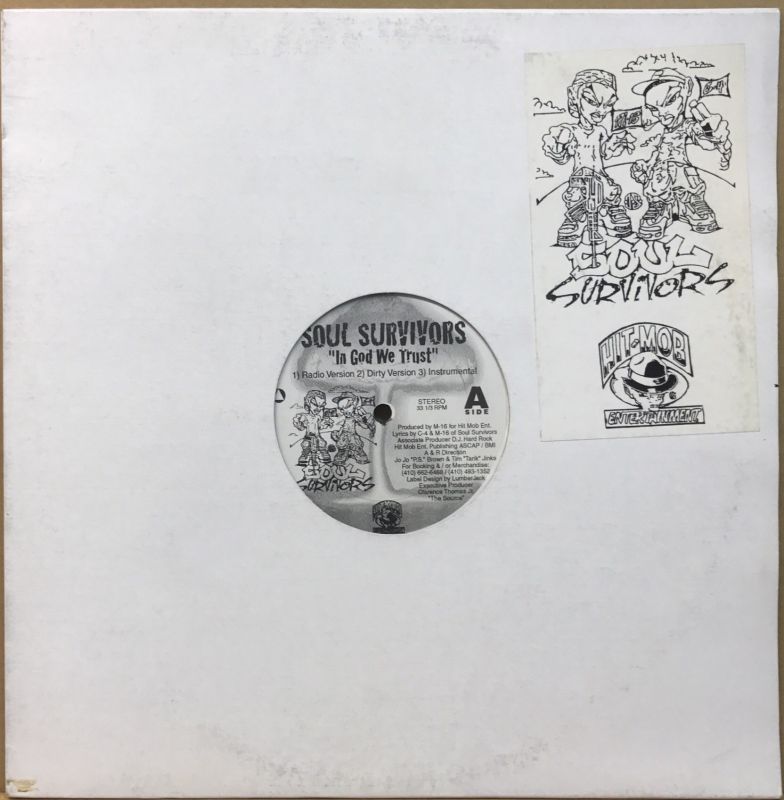 C-4
M-16
SOUL
SURVIVORS
HIT-MOB
ENTERTAINMENT
SOUL SURVIVORS
"In God We Trust"
1) Radio Version 2) Dirty Version 3) Instrumental
STEREO
33 1/3 RPM
A
SIDE
Produced by M-16 for Hit Mob Ent.
Lyrics by C-4 & M-16 of Soul Survivors
Associate Producer D.J. Hard Rock
Hit Mob Ent. Publishing ASCAP / BMI
A & R Direction
Jo Jo "P.S." Brown & Tim "Tarik" Jinks
For Booking & / or Merchandise:
(410) 662-6488 / (410) 493-1352
Label Design by LumberJack
Executive Producer
Clarence Thomas Jr.
"The Source"
SOUL
SURVIVORS